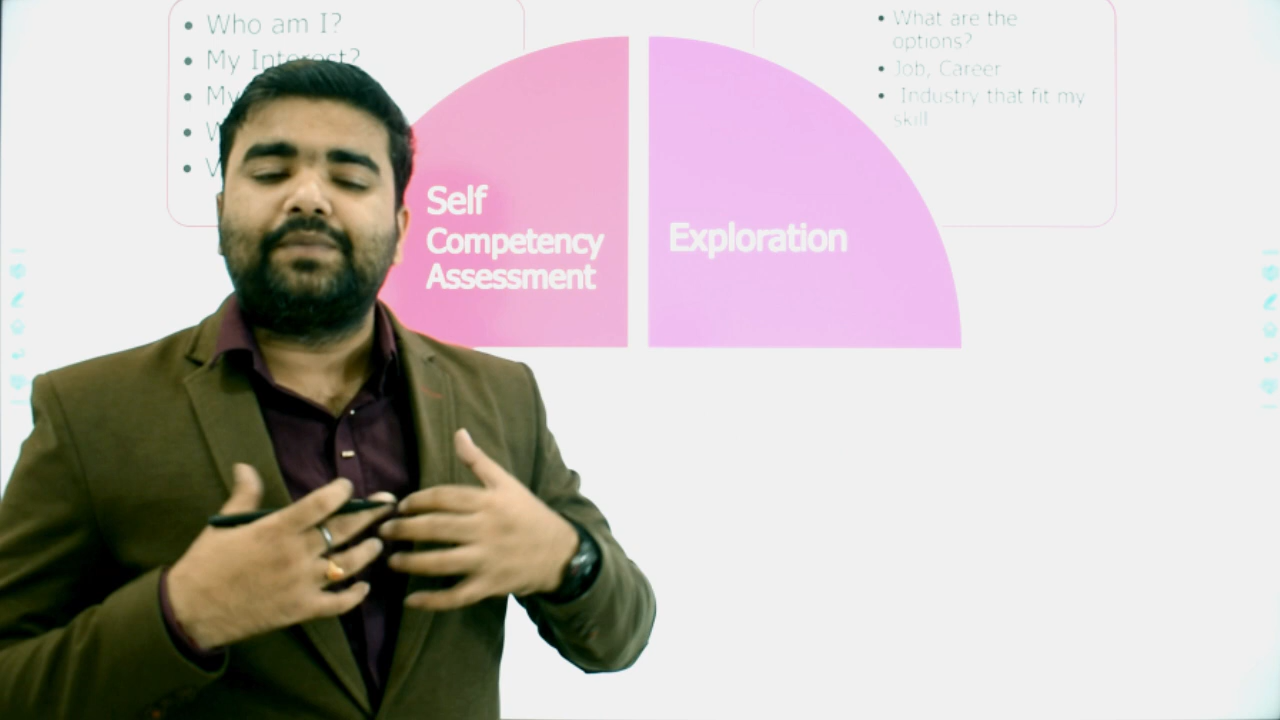 Who am I?
My Interest?
My
Self
Competency
Assessment
Exploration
What are the
options?
Job, Career
Industry that fit my
skill